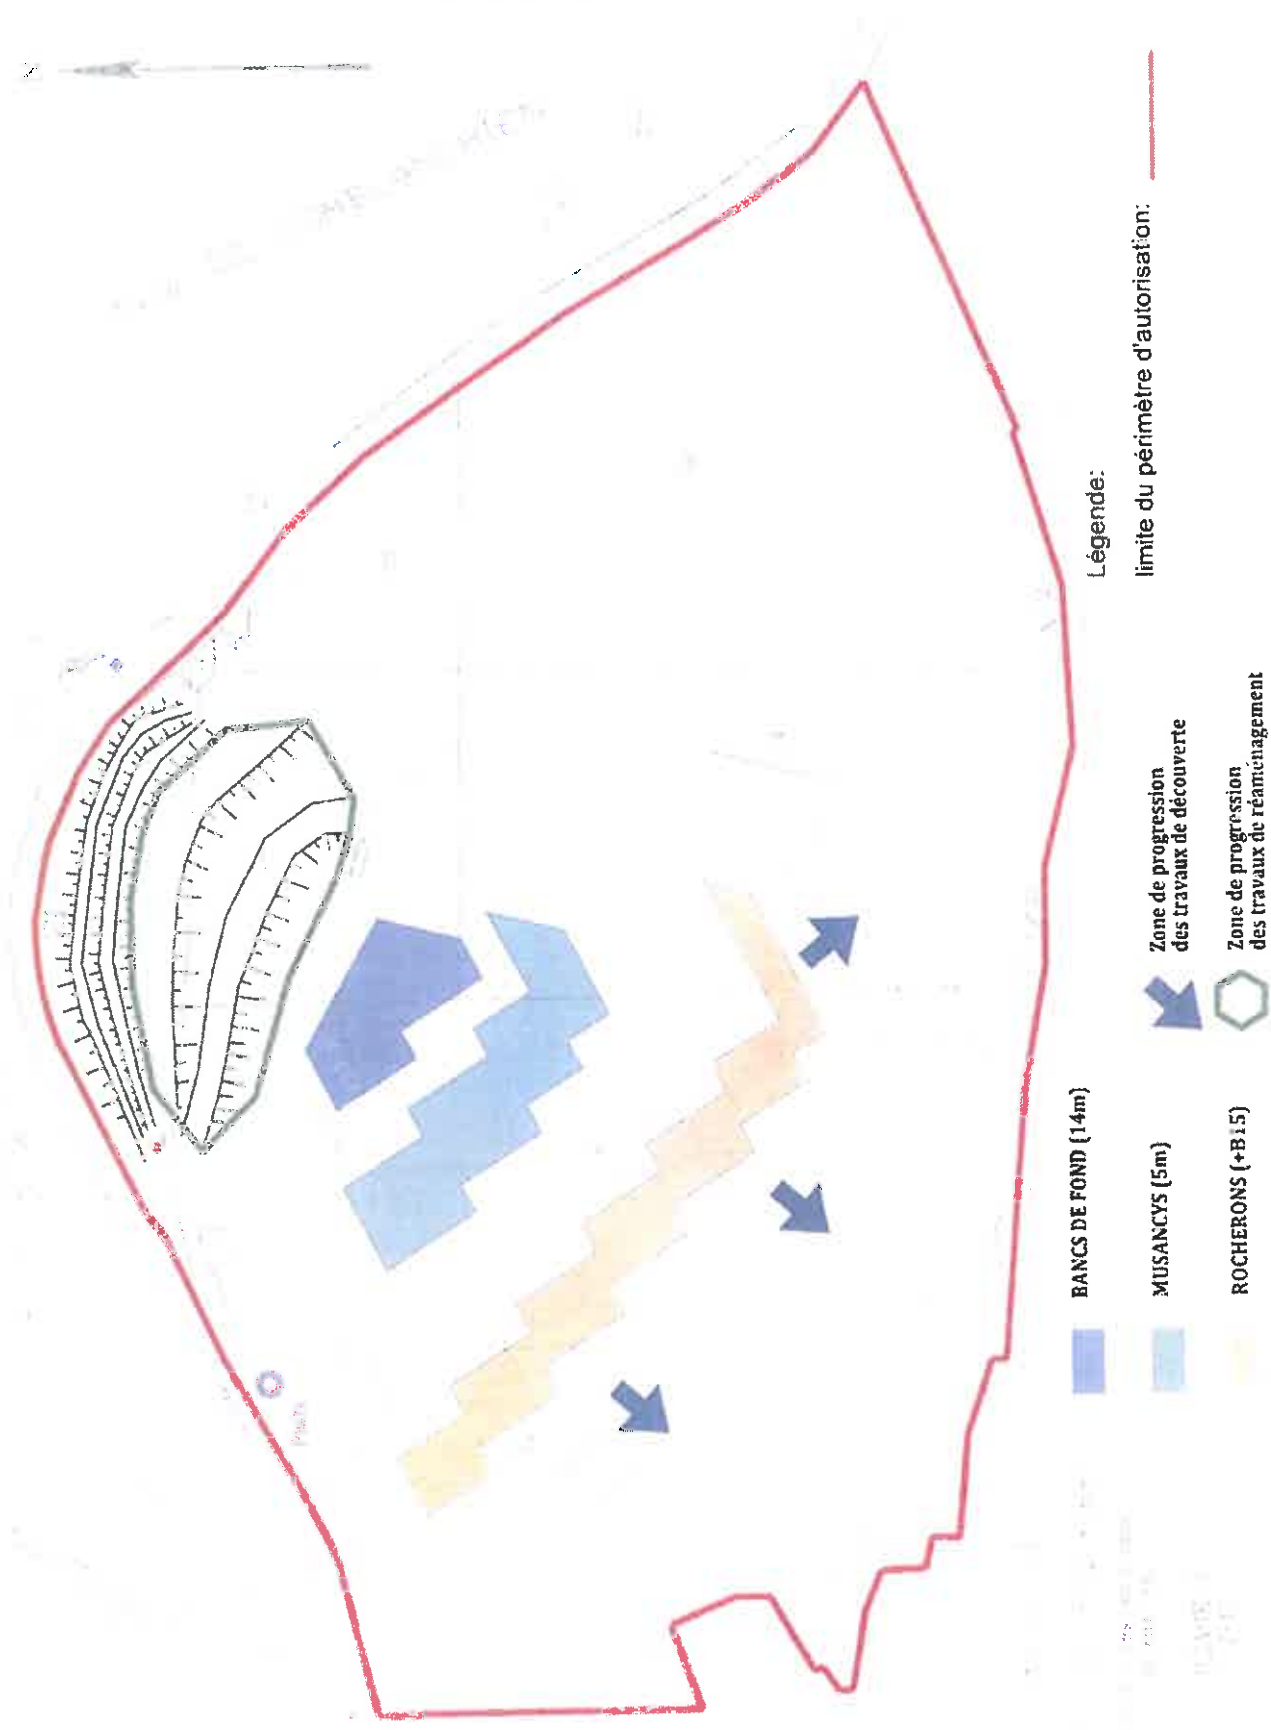 Légende:
limite du périmètre d'autorisation:
BANCS DE FOND (14m)
MUSANCYS (5m)
ROCHERONS (+B15)
Zone de progression
des travaux de découverte
Zone de progression
des travaux de réaménagement